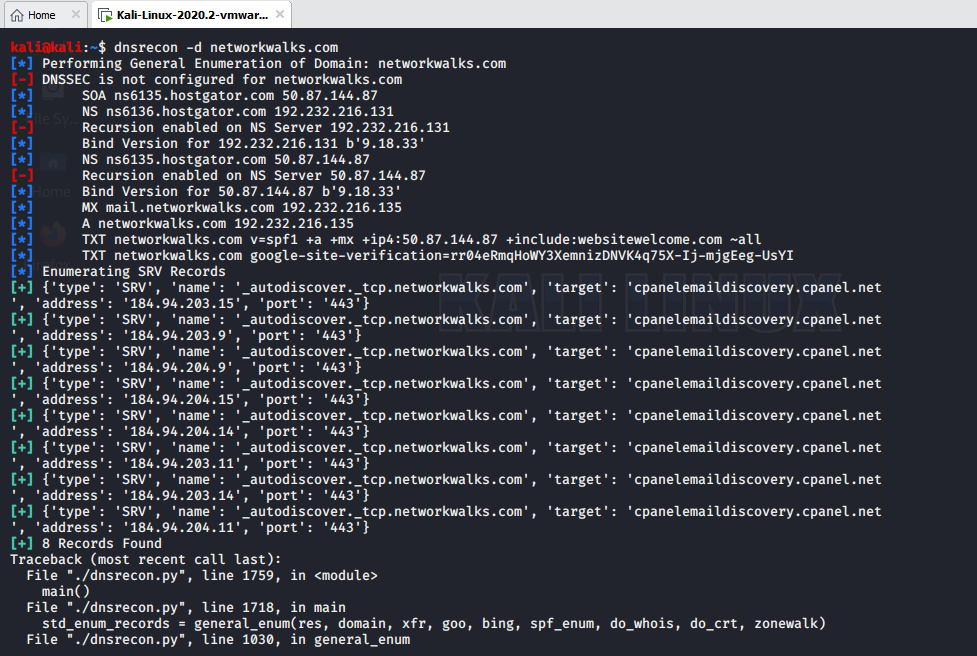 Home
Kali-Linux-2020.2-vmwar...
kali@kali:~$ dnsrecon -d networkwalks.com
[*] Performing General Enumeration of Domain: networkwalks.com
[-] DNSSEC is not configured for networkwalks.com
[*] SOA ns6135.hostgator.com 50.87.144.87
[*] NS ns6136.hostgator.com 192.232.216.131
[-] Recursion enabled on NS Server 192.232.216.131
[*] Bind Version for 192.232.216.131 b'9.18.33'
[*] NS ns6135.hostgator.com 50.87.144.87
[-] Recursion enabled on NS Server 50.87.144.87
[*] Bind Version for 50.87.144.87 b'9.18.33'
[*] MX mail.networkwalks.com 192.232.216.135
[*] A networkwalks.com 192.232.216.135
[*] TXT networkwalks.com v=spf1 +a +mx +ip4:50.87.144.87 +include:websitewelcome.com ~all
[*] TXT networkwalks.com google-site-verification=rr04eRmqHoWY3XemnizDNVK4q75X-Ij-mjgEeg-UsYI
[*] Enumerating SRV Records
[+] {'type': 'SRV', 'name': '_autodiscover._tcp.networkwalks.com', 'target': 'cpanelemaildiscovery.cpanel.net
', 'address': '184.94.203.15', 'port': '443'}
[+] {'type': 'SRV', 'name': '_autodiscover._tcp.networkwalks.com', 'target': 'cpanelemaildiscovery.cpanel.net
', 'address': '184.94.203.9', 'port': '443'}
[+] {'type': 'SRV', 'name': '_autodiscover._tcp.networkwalks.com', 'target': 'cpanelemaildiscovery.cpanel.net
', 'address': '184.94.204.9', 'port': '443'}
[+] {'type': 'SRV', 'name': '_autodiscover._tcp.networkwalks.com', 'target': 'cpanelemaildiscovery.cpanel.net
', 'address': '184.94.204.15', 'port': '443'}
[+] {'type': 'SRV', 'name': '_autodiscover._tcp.networkwalks.com', 'target': 'cpanelemaildiscovery.cpanel.net
', 'address': '184.94.204.14', 'port': '443'}
[+] {'type': 'SRV', 'name': '_autodiscover._tcp.networkwalks.com', 'target': 'cpanelemaildiscovery.cpanel.net
', 'address': '184.94.203.11', 'port': '443'}
[+] {'type': 'SRV', 'name': '_autodiscover._tcp.networkwalks.com', 'target': 'cpanelemaildiscovery.cpanel.net
', 'address': '184.94.203.14', 'port': '443'}
[+] {'type': 'SRV', 'name': '_autodiscover._tcp.networkwalks.com', 'target': 'cpanelemaildiscovery.cpanel.net
', 'address': '184.94.204.11', 'port': '443'}
[+] 8 Records Found
Traceback (most recent call last):
File "./dnsrecon.py", line 1759, in <module>
main()
File "./dnsrecon.py", line 1718, in main
std_enum_records = general_enum(res, domain, xfr, goo, bing, spf_enum, do_whois, do_crt, zonewalk)
File "./dnsrecon.py", line 1030, in general_enum
Home
KALI LINUX